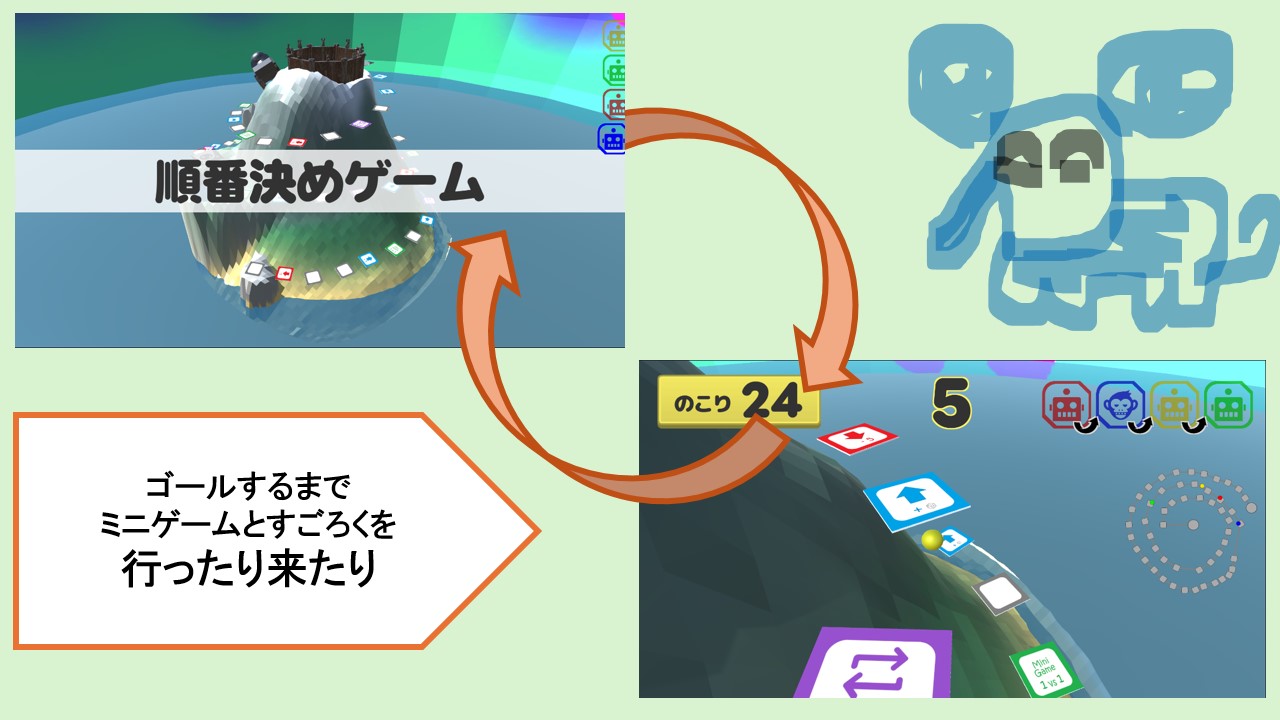 順番決めゲーム
のこり 24
5
Mini
Game
1 vs 1
ゴールするまで
ミニゲームとすごろくを
行ったり来たり